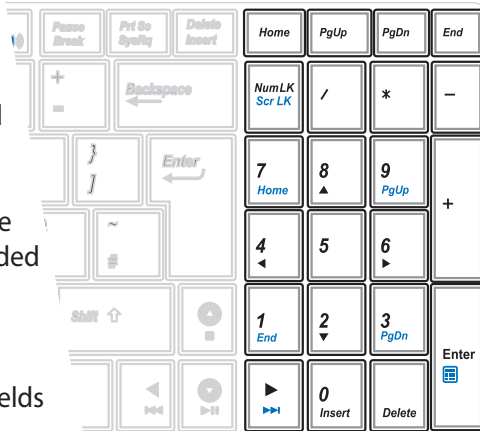 Pause Break
Prt Sc SysRq
Delete Insert
Home
PgUp
PgDn
End
+ -
Backspace
NumLK
Scr LK
/
*
-
} ]
Enter
7
Home
8
9
PgUp
+
~ #
4
5
6
ded
Shift
1
End
2
3
PgDn
Enter
elds
0
Insert
Delete